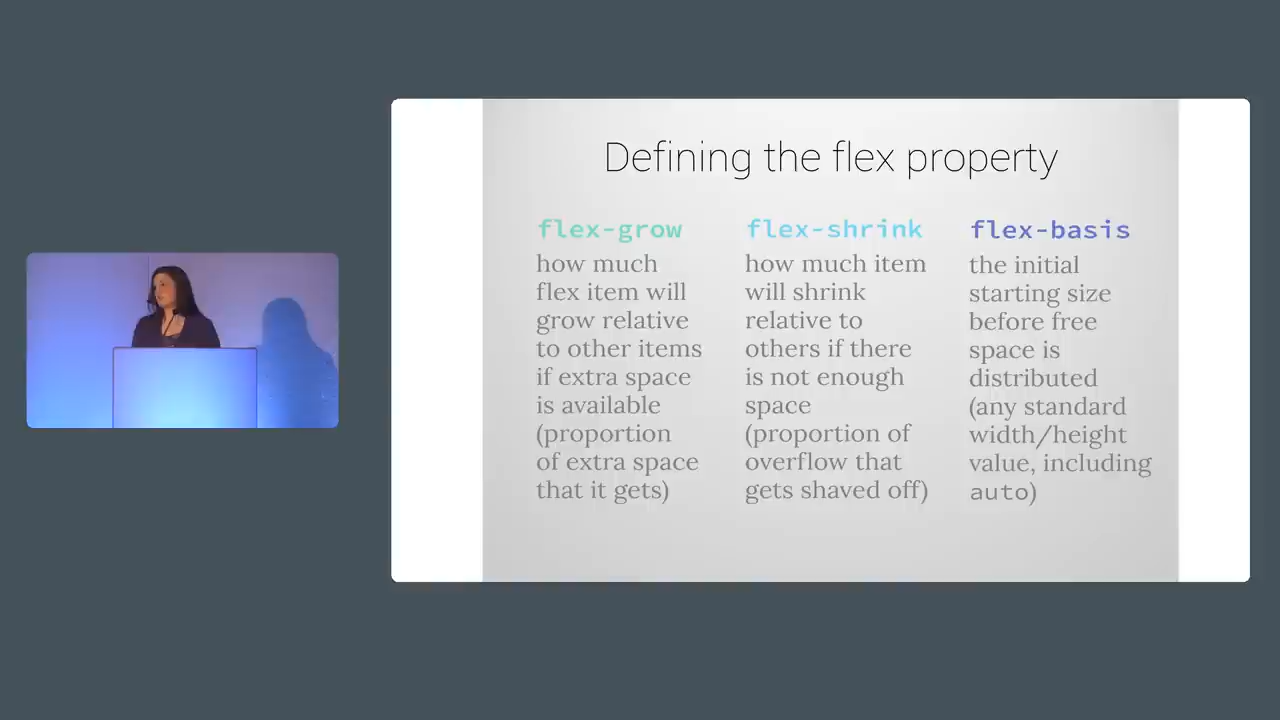 Defining the flex property
flex-grow
how much
flex item will
grow relative
to other items
if extra space
is available
(proportion
of extra space
that it gets)
flex-shrink
how much item
will shrink
relative to
others if there
is not enough
space
(proportion of
overflow that
gets shaved off)
flex-basis
the initial
starting size
before free
space is
distributed
(any standard
width/height
value, including
auto)